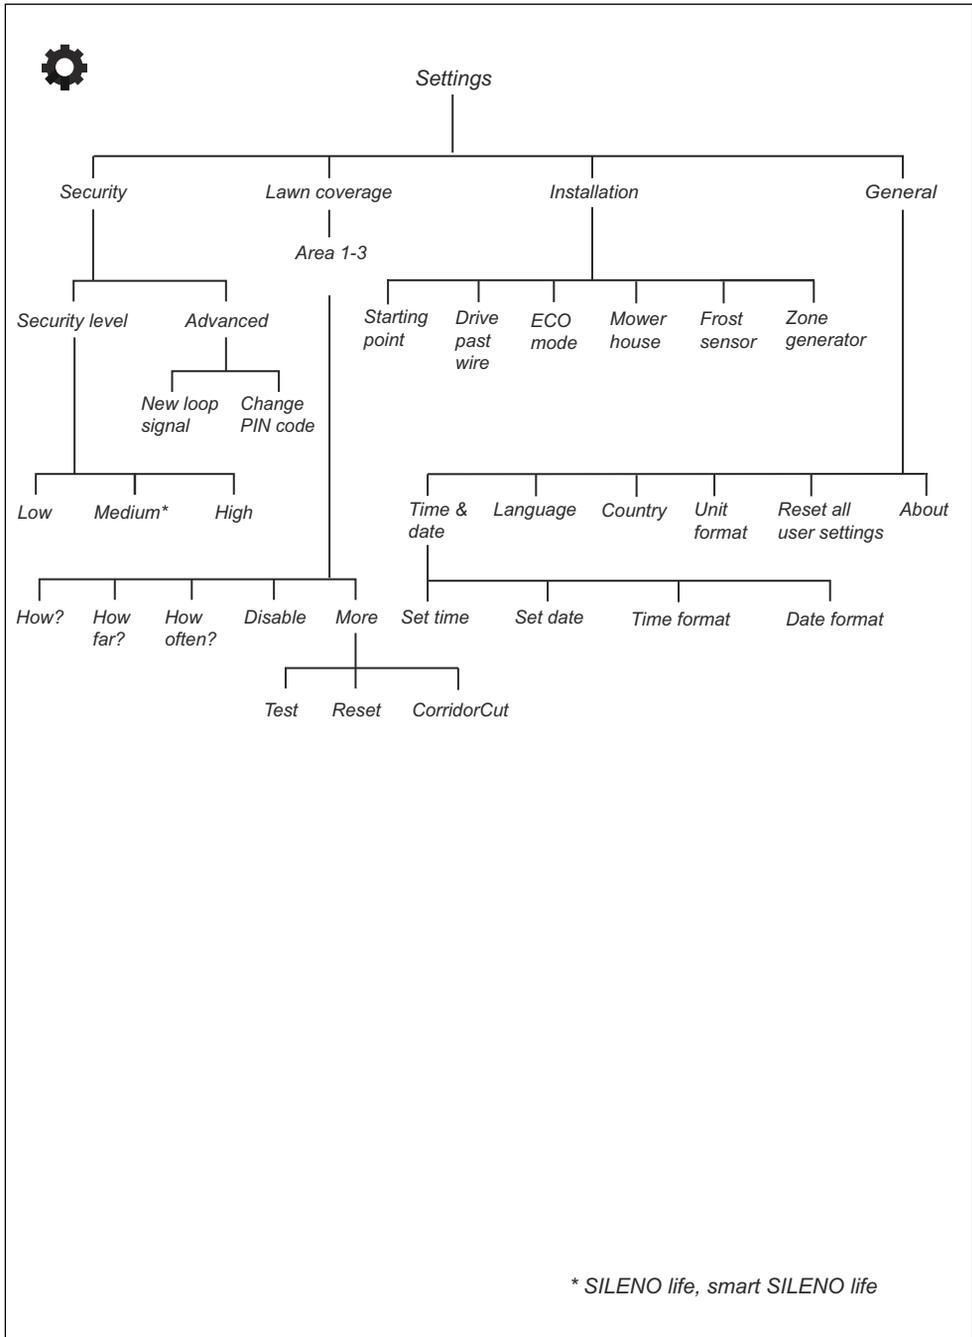 Settings
Security
Lawn coverage
Installation
General
Area 1-3
Security level
Advanced
Starting
point
Drive
past
wire
ECO
mode
Mower
house
Frost
sensor
Zone
generator
New loop
signal
Change
PIN code
Low
Medium*
High
Time &
date
Language
Country
Unit
format
Reset all
user settings
About
How?
How
far?
How
often?
Disable
More
Set time
Set date
Time format
Date format
Test
Reset
CorridorCut
* SILENO life, smart SILENO life